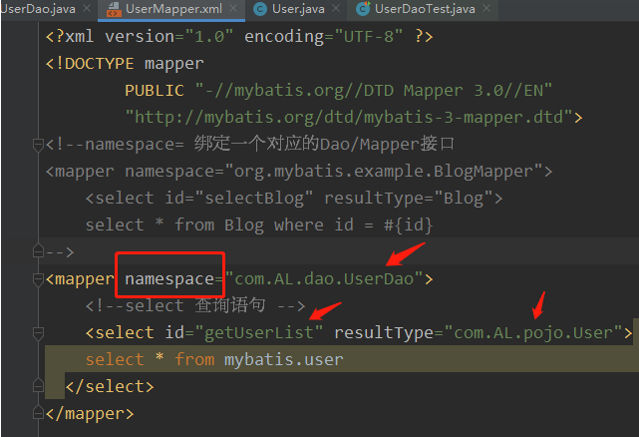 UserDao.java × UserMapper.xml × User.java × UserDaoTest.java ×
<?xml version="1.0" encoding="UTF-8" ?>
<!DOCTYPE mapper
PUBLIC "-//mybatis.org//DTD Mapper 3.0//EN"
"http://mybatis.org/dtd/mybatis-3-mapper.dtd">
<!--namespace= 绑定一个对应的Dao/Mapper接口
<mapper namespace="org.mybatis.example.BlogMapper">
<select id="selectBlog" resultType="Blog">
select * from Blog where id = #{id}
-->
<mapper namespace="com.AL.dao.UserDao">
<!--select 查询语句 -->
<select id="getUserList" resultType="com.AL.pojo.User">
select * from mybatis.user
</select>
</mapper>